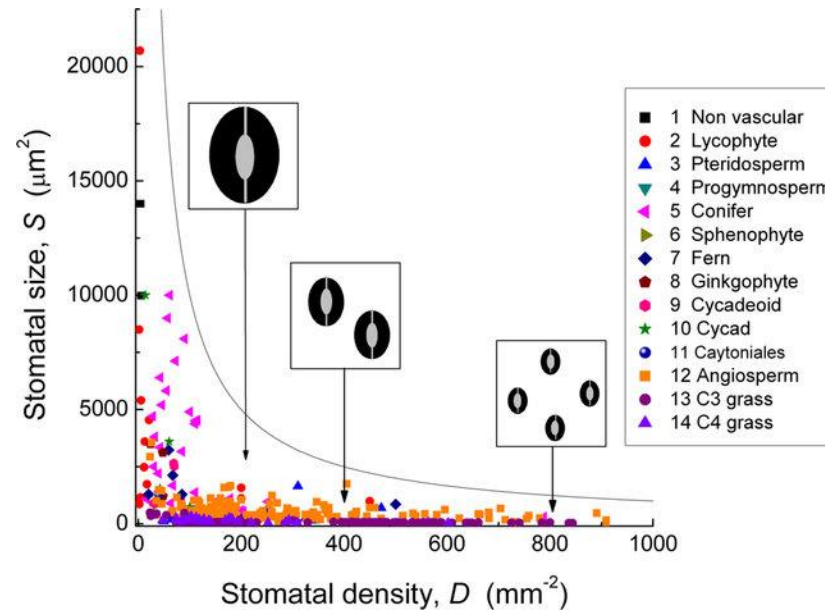 20000
15000
10000
5000
0
0
200
400
600
800
1000
Stomatal size, S (μm²)
Stomatal density, D (mm⁻²)
1 Non vascular
2 Lycophyte
3 Pteridosperm
4 Progymnosperm
5 Conifer
6 Sphenophyte
7 Fern
8 Ginkgophyte
9 Cycadeoid
10 Cycad
11 Caytoniales
12 Angiosperm
13 C3 grass
14 C4 grass